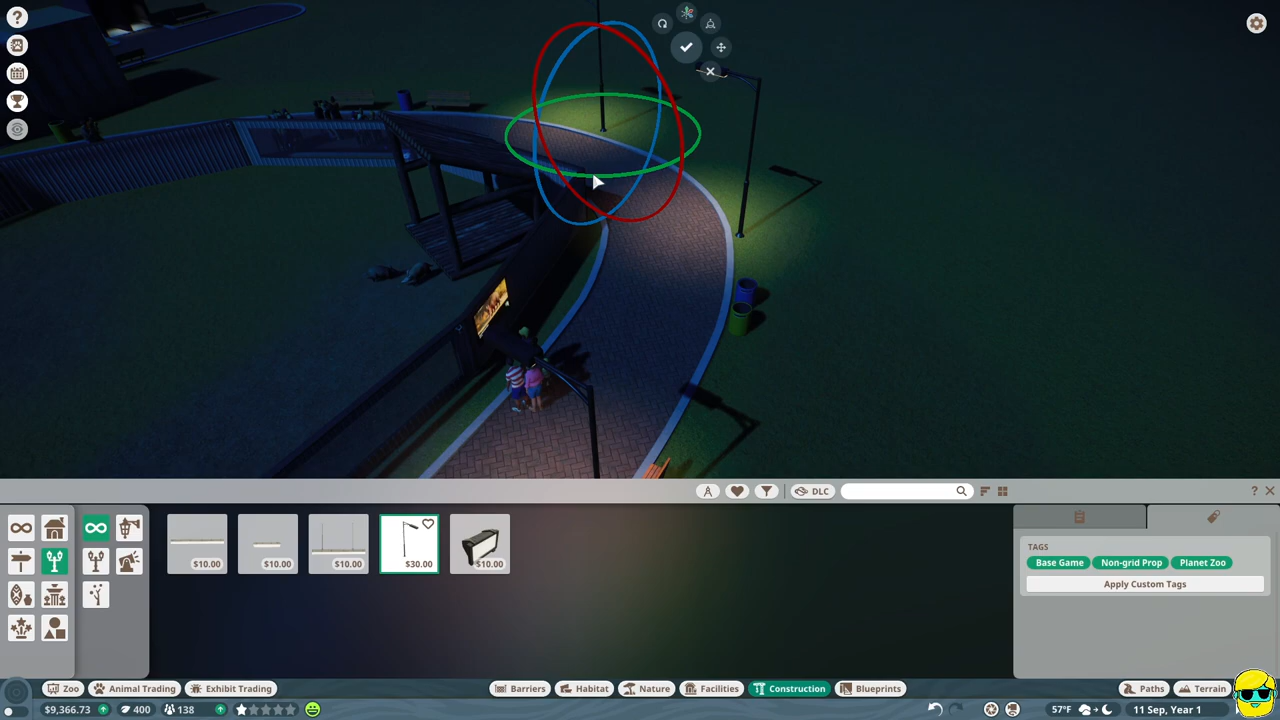 DLC
$10.00
$10.00
$10.00
$30.00
$10.00
TAGS
Base Game
Non-grid Prop
Planet Zoo
Apply Custom Tags
Zoo
Animal Trading
Exhibit Trading
Barriers
Habitat
Nature
Facilities
Construction
Blueprints
Paths
Terrain
$9,366.73
400
138
57°F
11 Sep, Year 1